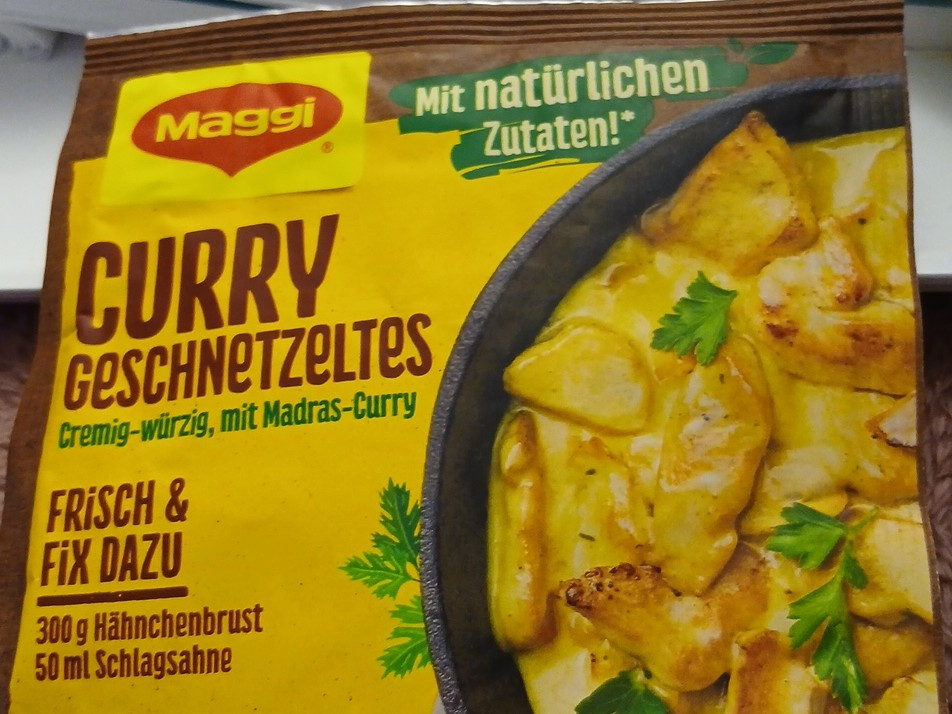 Maggi
®
Mit natürlichen
Zutaten!*
CURRY
GESCHNETZELTES
Cremig-würzig, mit Madras-Curry
FRiSCH &
FiX DAZU
300 g Hähnchenbrust
50 ml Schlagsahne